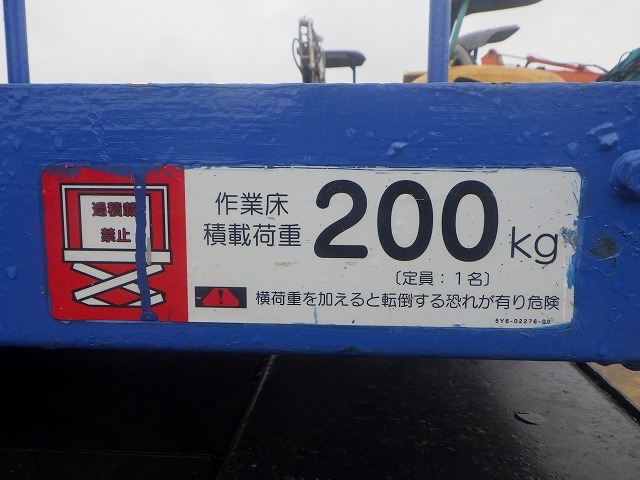 過積載
禁止
作業床
積載荷重
200kg
〔定員:1名〕
横荷重を加えると転倒する恐れが有り危険
5Y6-02276-00